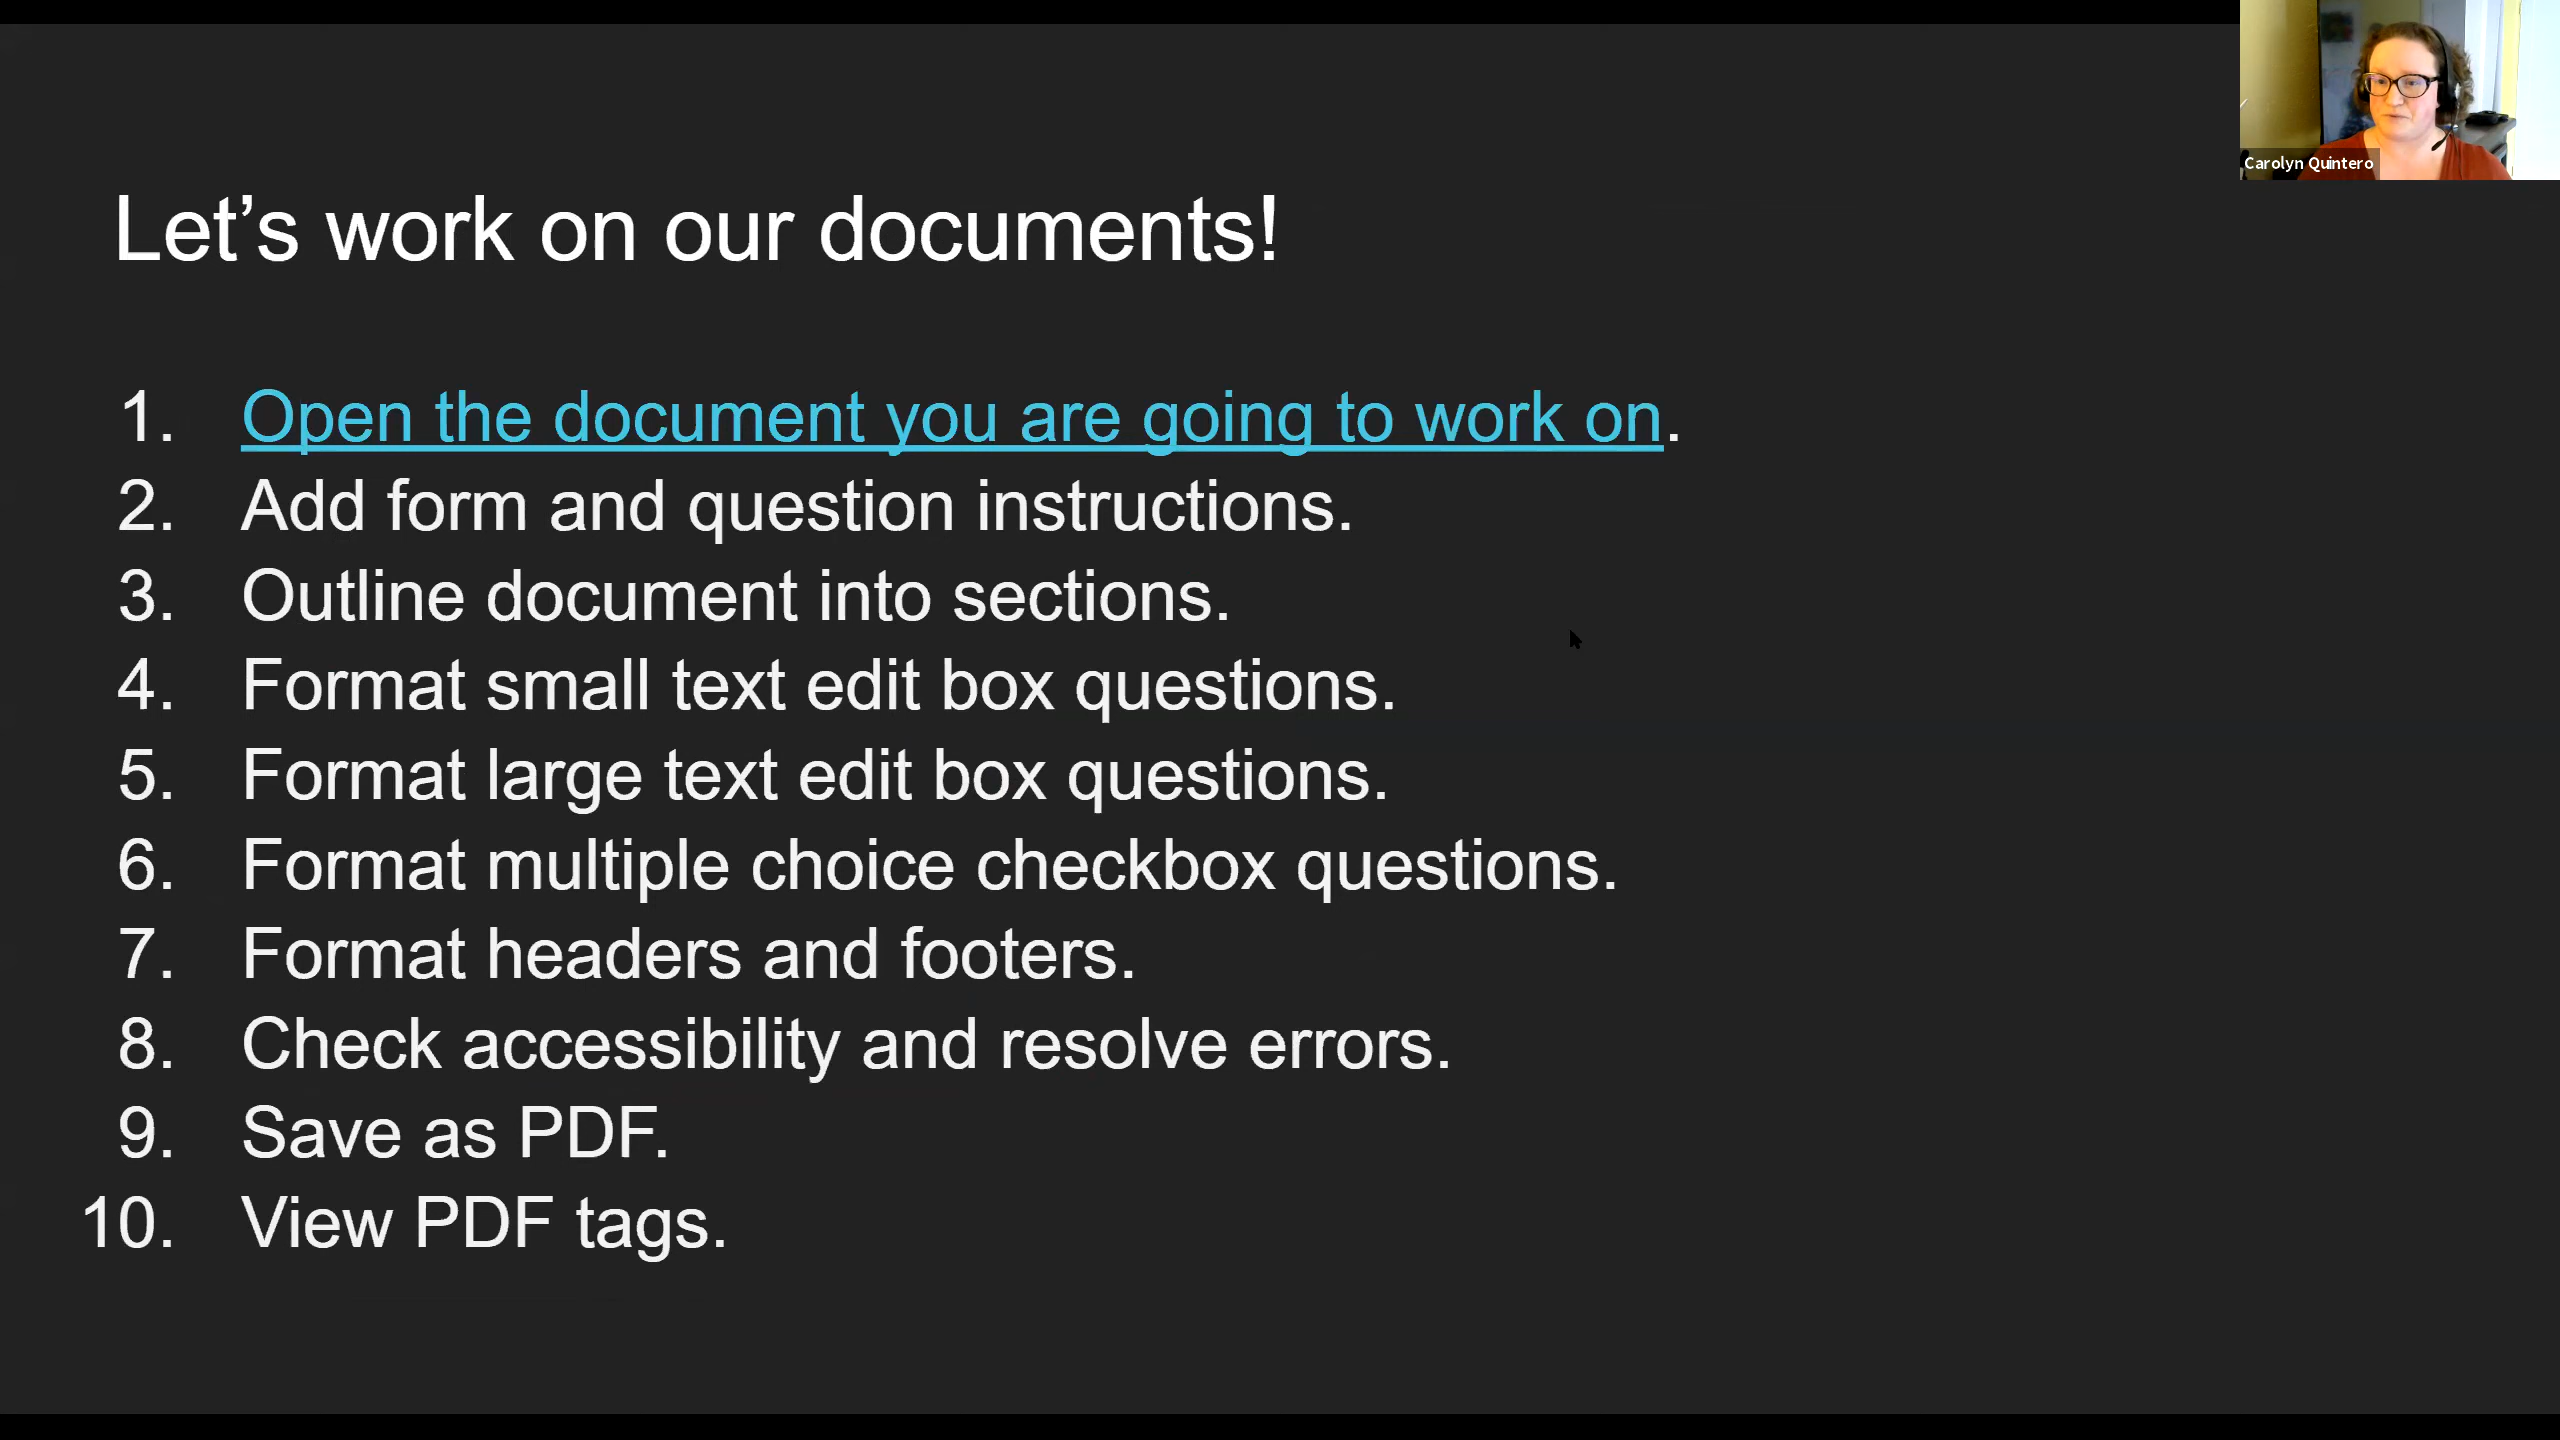 Let’s work on our documents!
1. Open the document you are going to work on.
2. Add form and question instructions.
3. Outline document into sections.
4. Format small text edit box questions.
5. Format large text edit box questions.
6. Format multiple choice checkbox questions.
7. Format headers and footers.
8. Check accessibility and resolve errors.
9. Save as PDF.
10. View PDF tags.
Carolyn Quintero